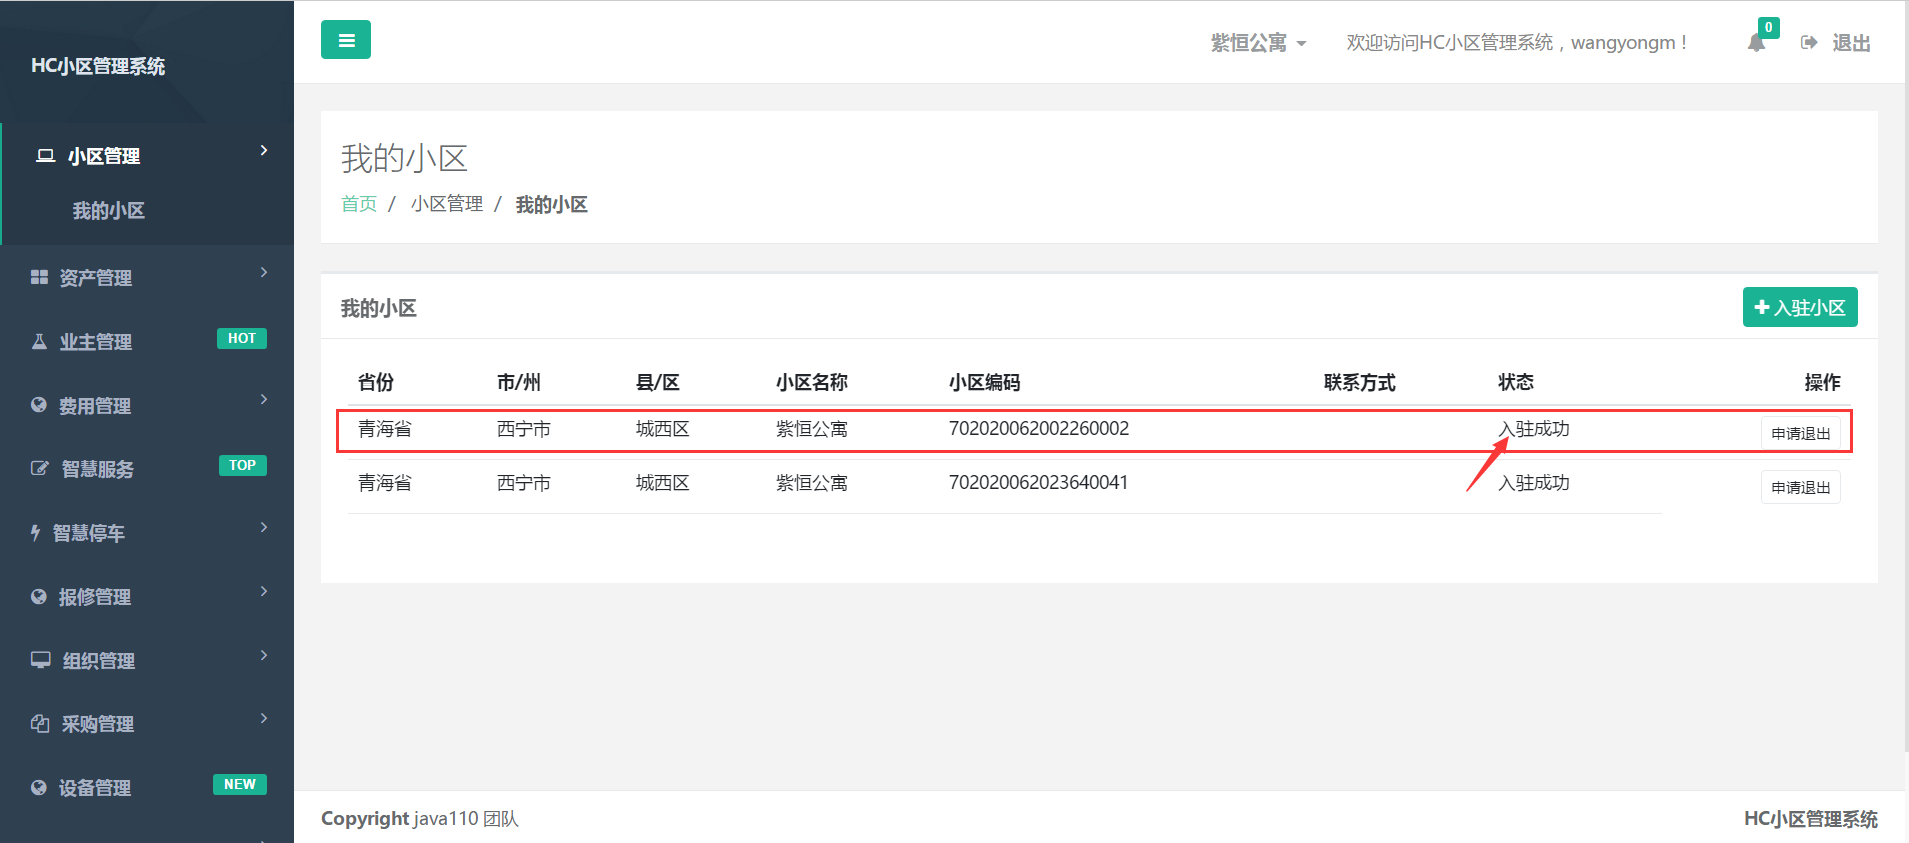 HC小区管理系统
小区管理
我的小区
资产管理
业主管理 HOT
费用管理
智慧服务 TOP
智慧停车
报修管理
组织管理
采购管理
设备管理 NEW
紫恒公寓 欢迎访问HC小区管理系统，wangyongm！ 0 退出
我的小区
首页 / 小区管理 / 我的小区
我的小区 入驻小区
省份 市/州 县/区 小区名称 小区编码 联系方式 状态 操作
青海省 西宁市 城西区 紫恒公寓 702020062002260002 入驻成功 申请退出
青海省 西宁市 城西区 紫恒公寓 702020062023640041 入驻成功 申请退出
Copyright java110 团队 HC小区管理系统